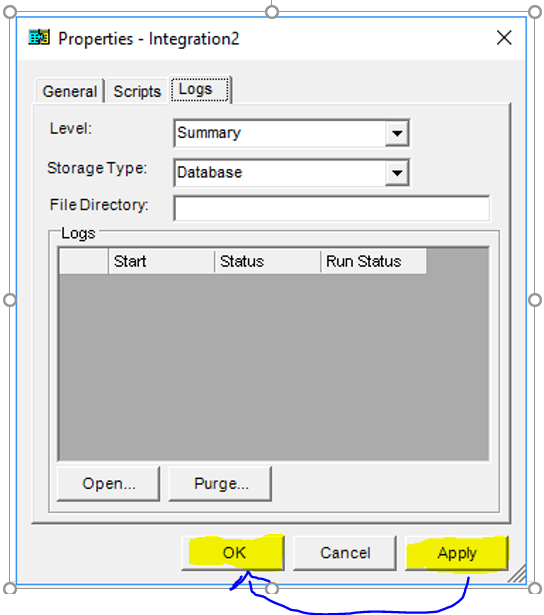 Properties - Integration2
General Scripts Logs
Level: Summary
Storage Type: Database
File Directory:
Logs
Start Status Run Status
Open... Purge...
OK Cancel Apply